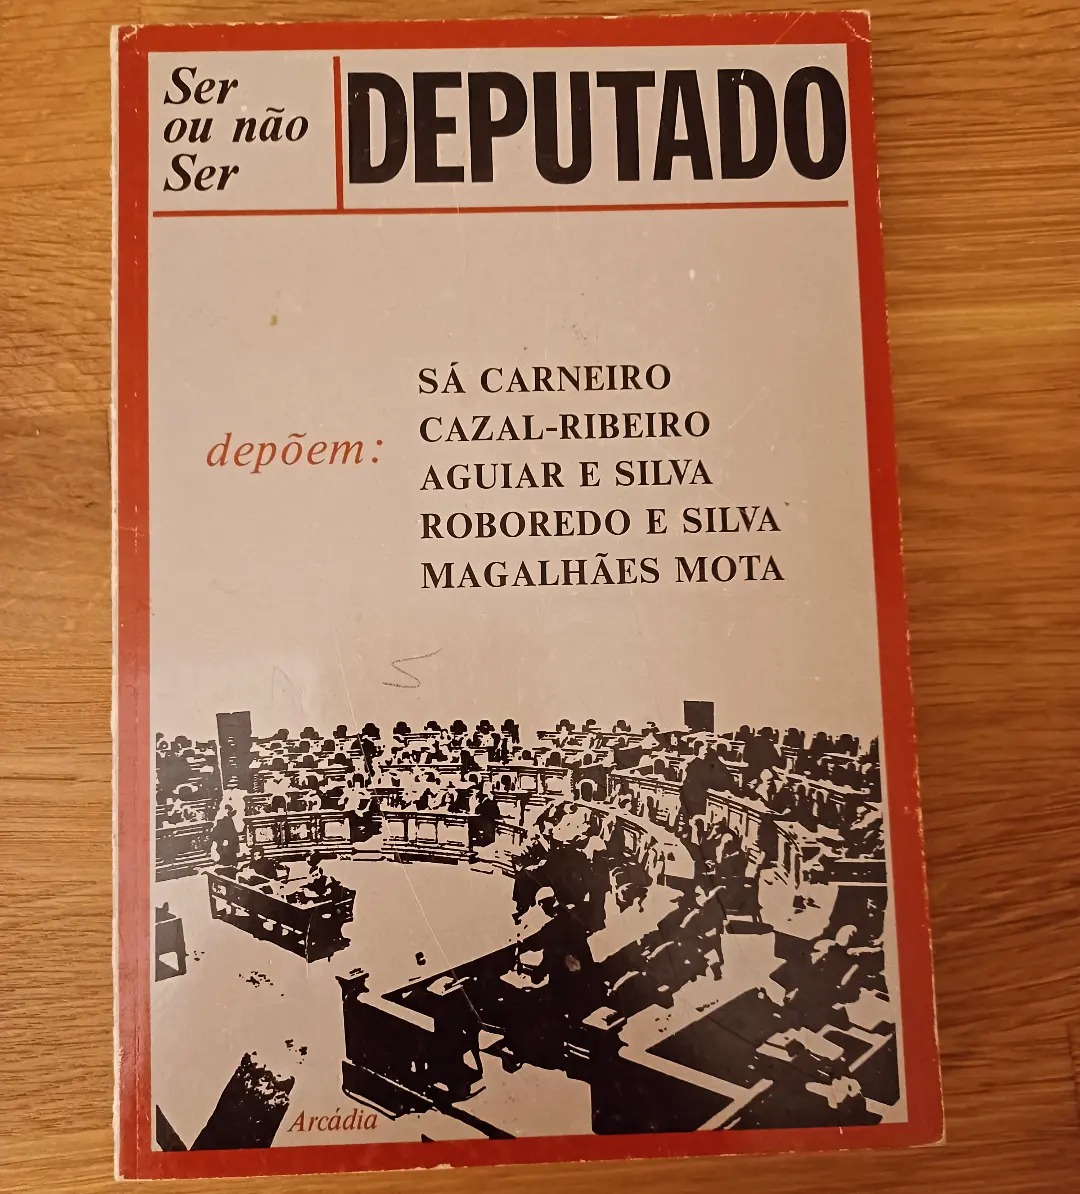 Ser
ou não
Ser
DEPUTADO
depõem:
SÁ CARNEIRO
CAZAL-RIBEIRO
AGUIAR E SILVA
ROBOREDO E SILVA
MAGALHÃES MOTA
Arcádia